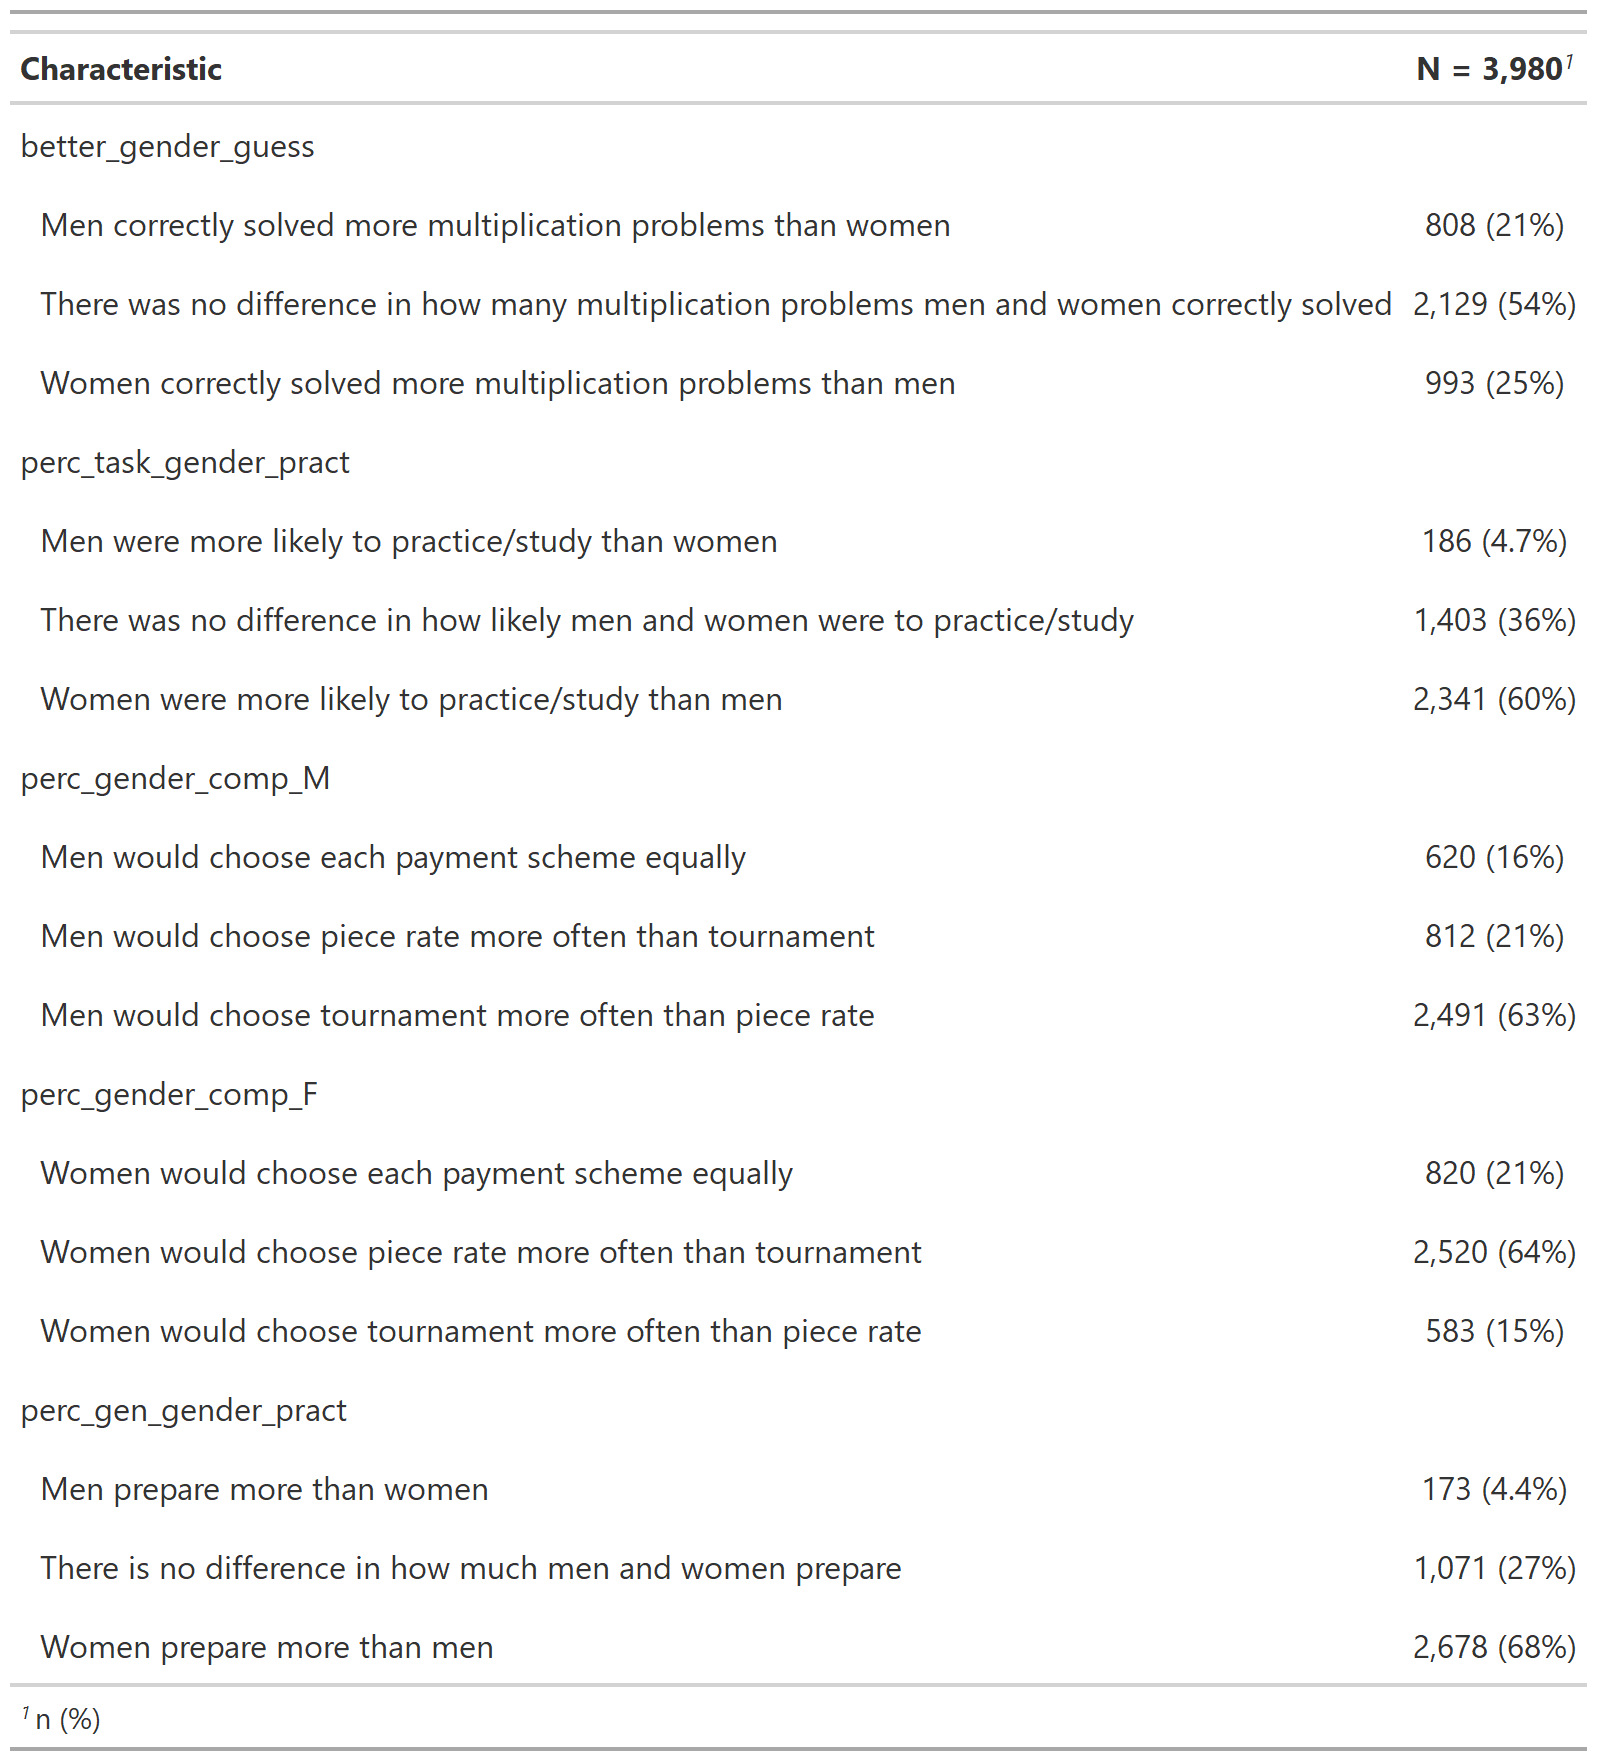 Characteristic N = 3,980¹
better_gender_guess
Men correctly solved more multiplication problems than women 808 (21%)
There was no difference in how many multiplication problems men and women correctly solved 2,129 (54%)
Women correctly solved more multiplication problems than men 993 (25%)
perc_task_gender_pract
Men were more likely to practice/study than women 186 (4.7%)
There was no difference in how likely men and women were to practice/study 1,403 (36%)
Women were more likely to practice/study than men 2,341 (60%)
perc_gender_comp_M
Men would choose each payment scheme equally 620 (16%)
Men would choose piece rate more often than tournament 812 (21%)
Men would choose tournament more often than piece rate 2,491 (63%)
perc_gender_comp_F
Women would choose each payment scheme equally 820 (21%)
Women would choose piece rate more often than tournament 2,520 (64%)
Women would choose tournament more often than piece rate 583 (15%)
perc_gen_gender_pract
Men prepare more than women 173 (4.4%)
There is no difference in how much men and women prepare 1,071 (27%)
Women prepare more than men 2,678 (68%)
¹ n (%)